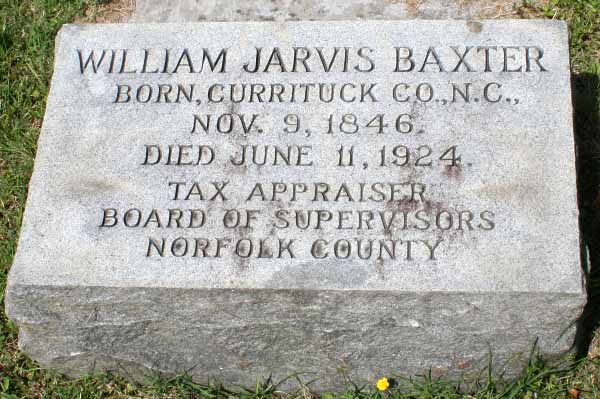 WILLIAM JARVIS BAXTER
BORN, CURRITUCK CO., N.C.,
NOV. 9, 1846.
DIED JUNE 11, 1924.
TAX APPRAISER
BOARD OF SUPERVISORS
NORFOLK COUNTY